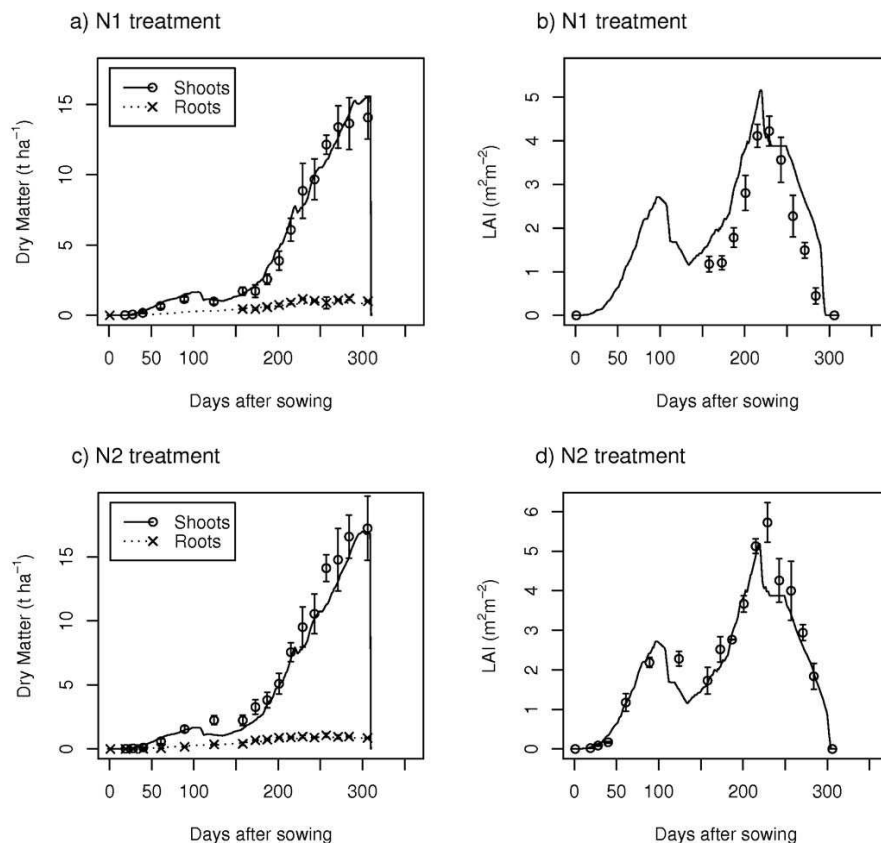 a) N1 treatment
Dry Matter (t ha⁻¹)
15
10
5
0
Shoots
Roots
0 50 100 200 300
Days after sowing
b) N1 treatment
LAI (m²m⁻²)
5
4
3
2
1
0
0 50 100 200 300
Days after sowing
c) N2 treatment
Dry Matter (t ha⁻¹)
15
10
5
0
Shoots
Roots
0 50 100 200 300
Days after sowing
d) N2 treatment
LAI (m²m⁻²)
6
5
4
3
2
1
0
0 50 100 200 300
Days after sowing